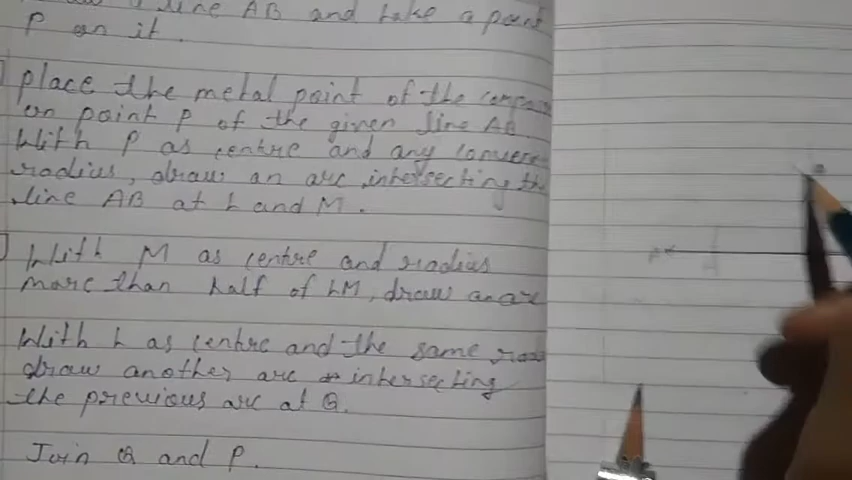 line AB and take a point
P on it.
Place the metal point of the
on point P of the given line AB
With P as centre and any
radius, draw an arc intersecting the
line AB at L and M.
With M as centre and radius
more than half of LM, draw an arc
With L as centre and the same
draw another arc intersecting
the previous arc at Q.
Join Q and P.